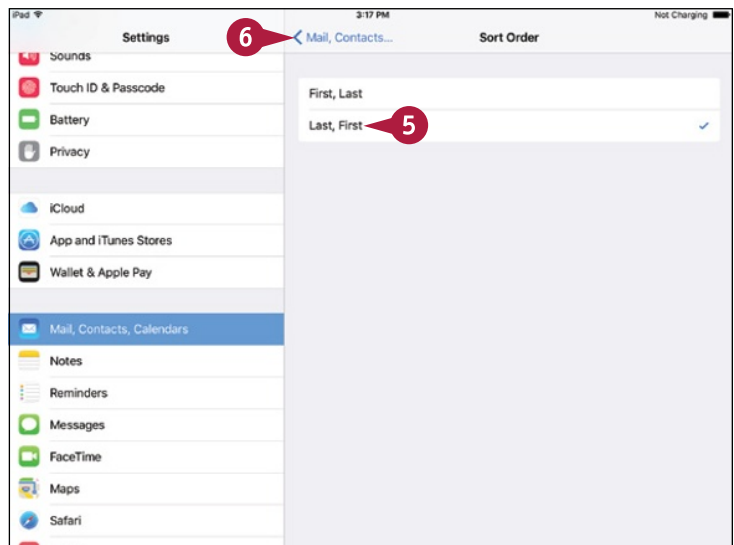 iPad 3:17 PM Not Charging
Settings 6 Mail, Contacts... Sort Order
Sounds
Touch ID & Passcode
Battery
Privacy
iCloud
App and iTunes Stores
Wallet & Apple Pay
Mail, Contacts, Calendars
Notes
Reminders
Messages
FaceTime
Maps
Safari
First, Last
Last, First 5